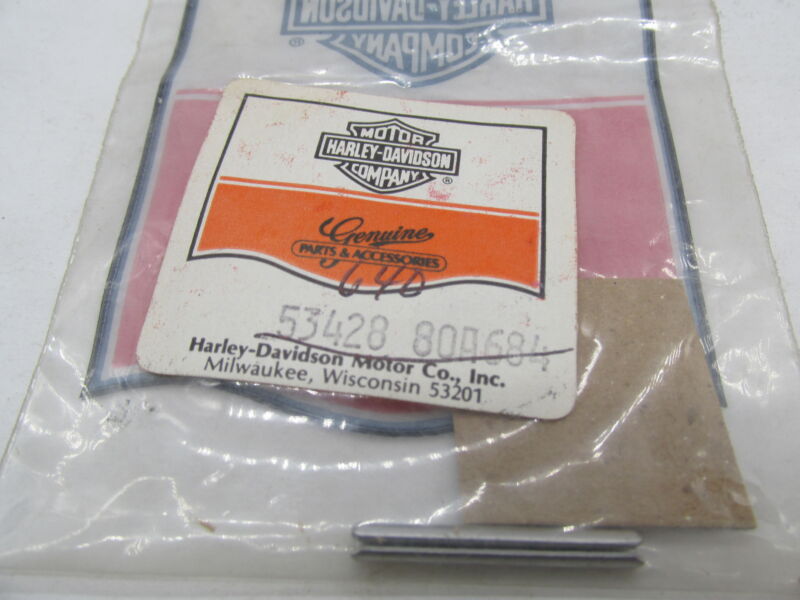 HARLEY-DAVIDSON
COMPANY
®
MOTOR
HARLEY-DAVIDSON
COMPANY
®
Genuine
PARTS & ACCESSORIES
640
53428 80A684
Harley-Davidson Motor Co., Inc.
Milwaukee, Wisconsin 53201